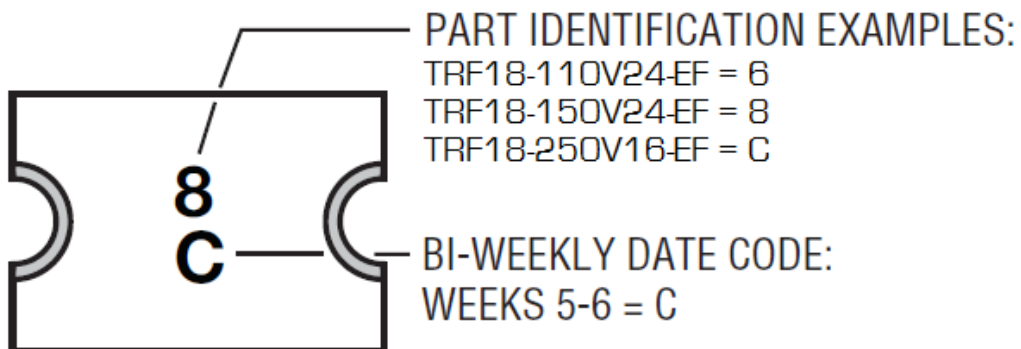 PART IDENTIFICATION EXAMPLES:
TRF18-110V24-EF = 6
TRF18-150V24-EF = 8
TRF18-250V16-EF = C
8
C
BI-WEEKLY DATE CODE:
WEEKS 5-6 = C